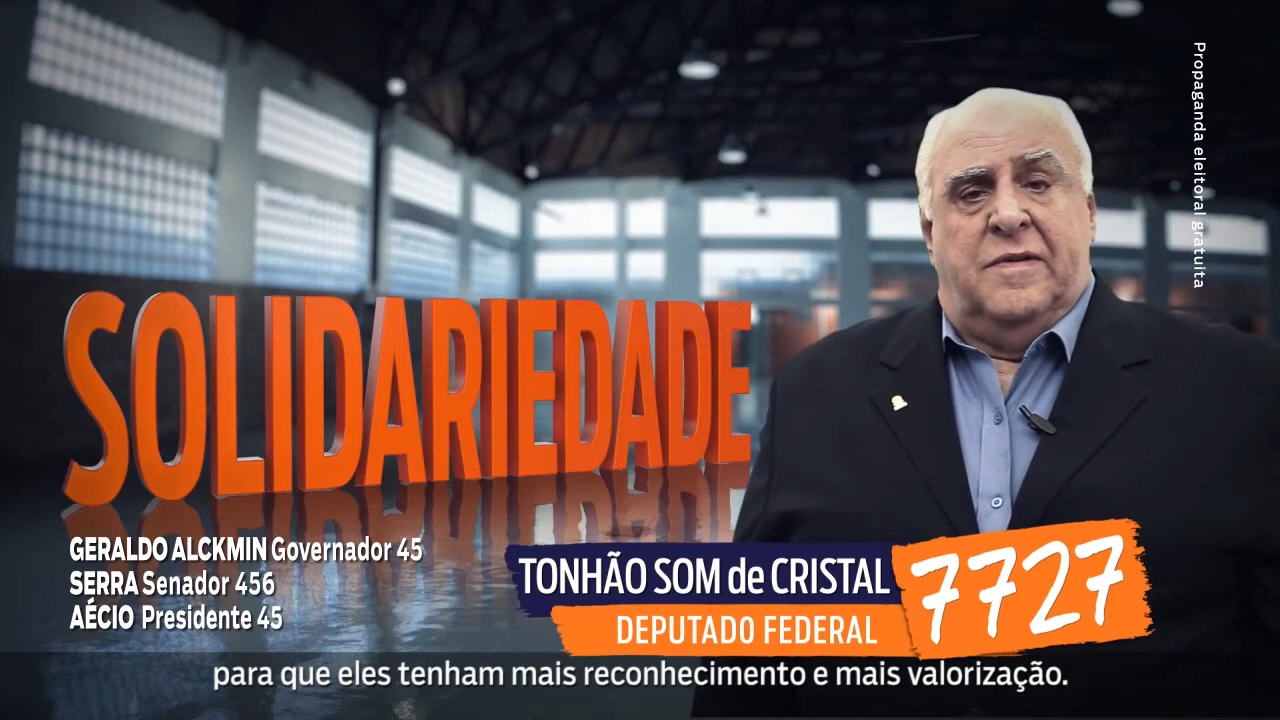 Propaganda eleitoral gratuita
SOLIDARIEDADE
GERALDO ALCKMIN Governador 45
SERRA Senador 456
AÉCIO Presidente 45
TONHÃO SOM de CRISTAL
DEPUTADO FEDERAL
7727
para que eles tenham mais reconhecimento e mais valorização.